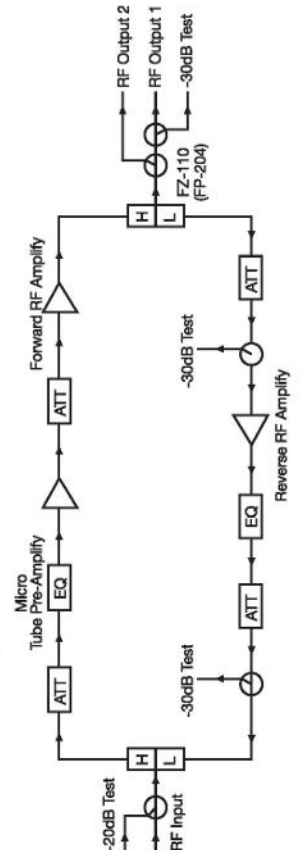 -20dB Test
RF Input
H
L
ATT
Micro
Tube Pre-Amplify
EQ
ATT
Forward RF Amplify
H
L
FZ-110
(FP-204)
RF Output 2
RF Output 1
-30dB Test
-30dB Test
ATT
EQ
Reverse RF Amplify
-30dB Test
ATT